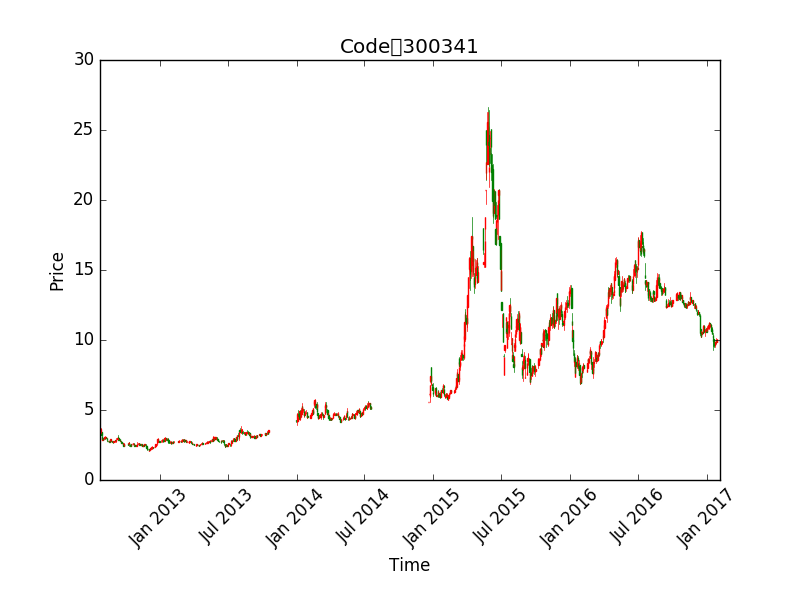 Code▯300341
30
25
20
15
10
5
0
Price
Jan 2013
Jul 2013
Jan 2014
Jul 2014
Jan 2015
Jul 2015
Jan 2016
Jul 2016
Jan 2017
Time